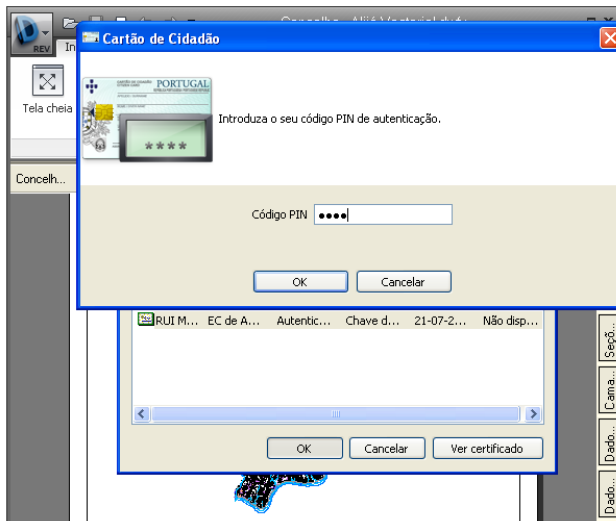 Cartão de Cidadão
REV
In
Tela cheia
PORTUGAL
****
Introduza o seu código PIN de autenticação.
Concelh...
Código PIN ●●●●
OK
Cancelar
RUI M... EC de A... Autentic... Chave d... 21-07-2... Não disp...
OK
Cancelar
Ver certificado
Seçõ...
Cama...
Dado...
Dado...